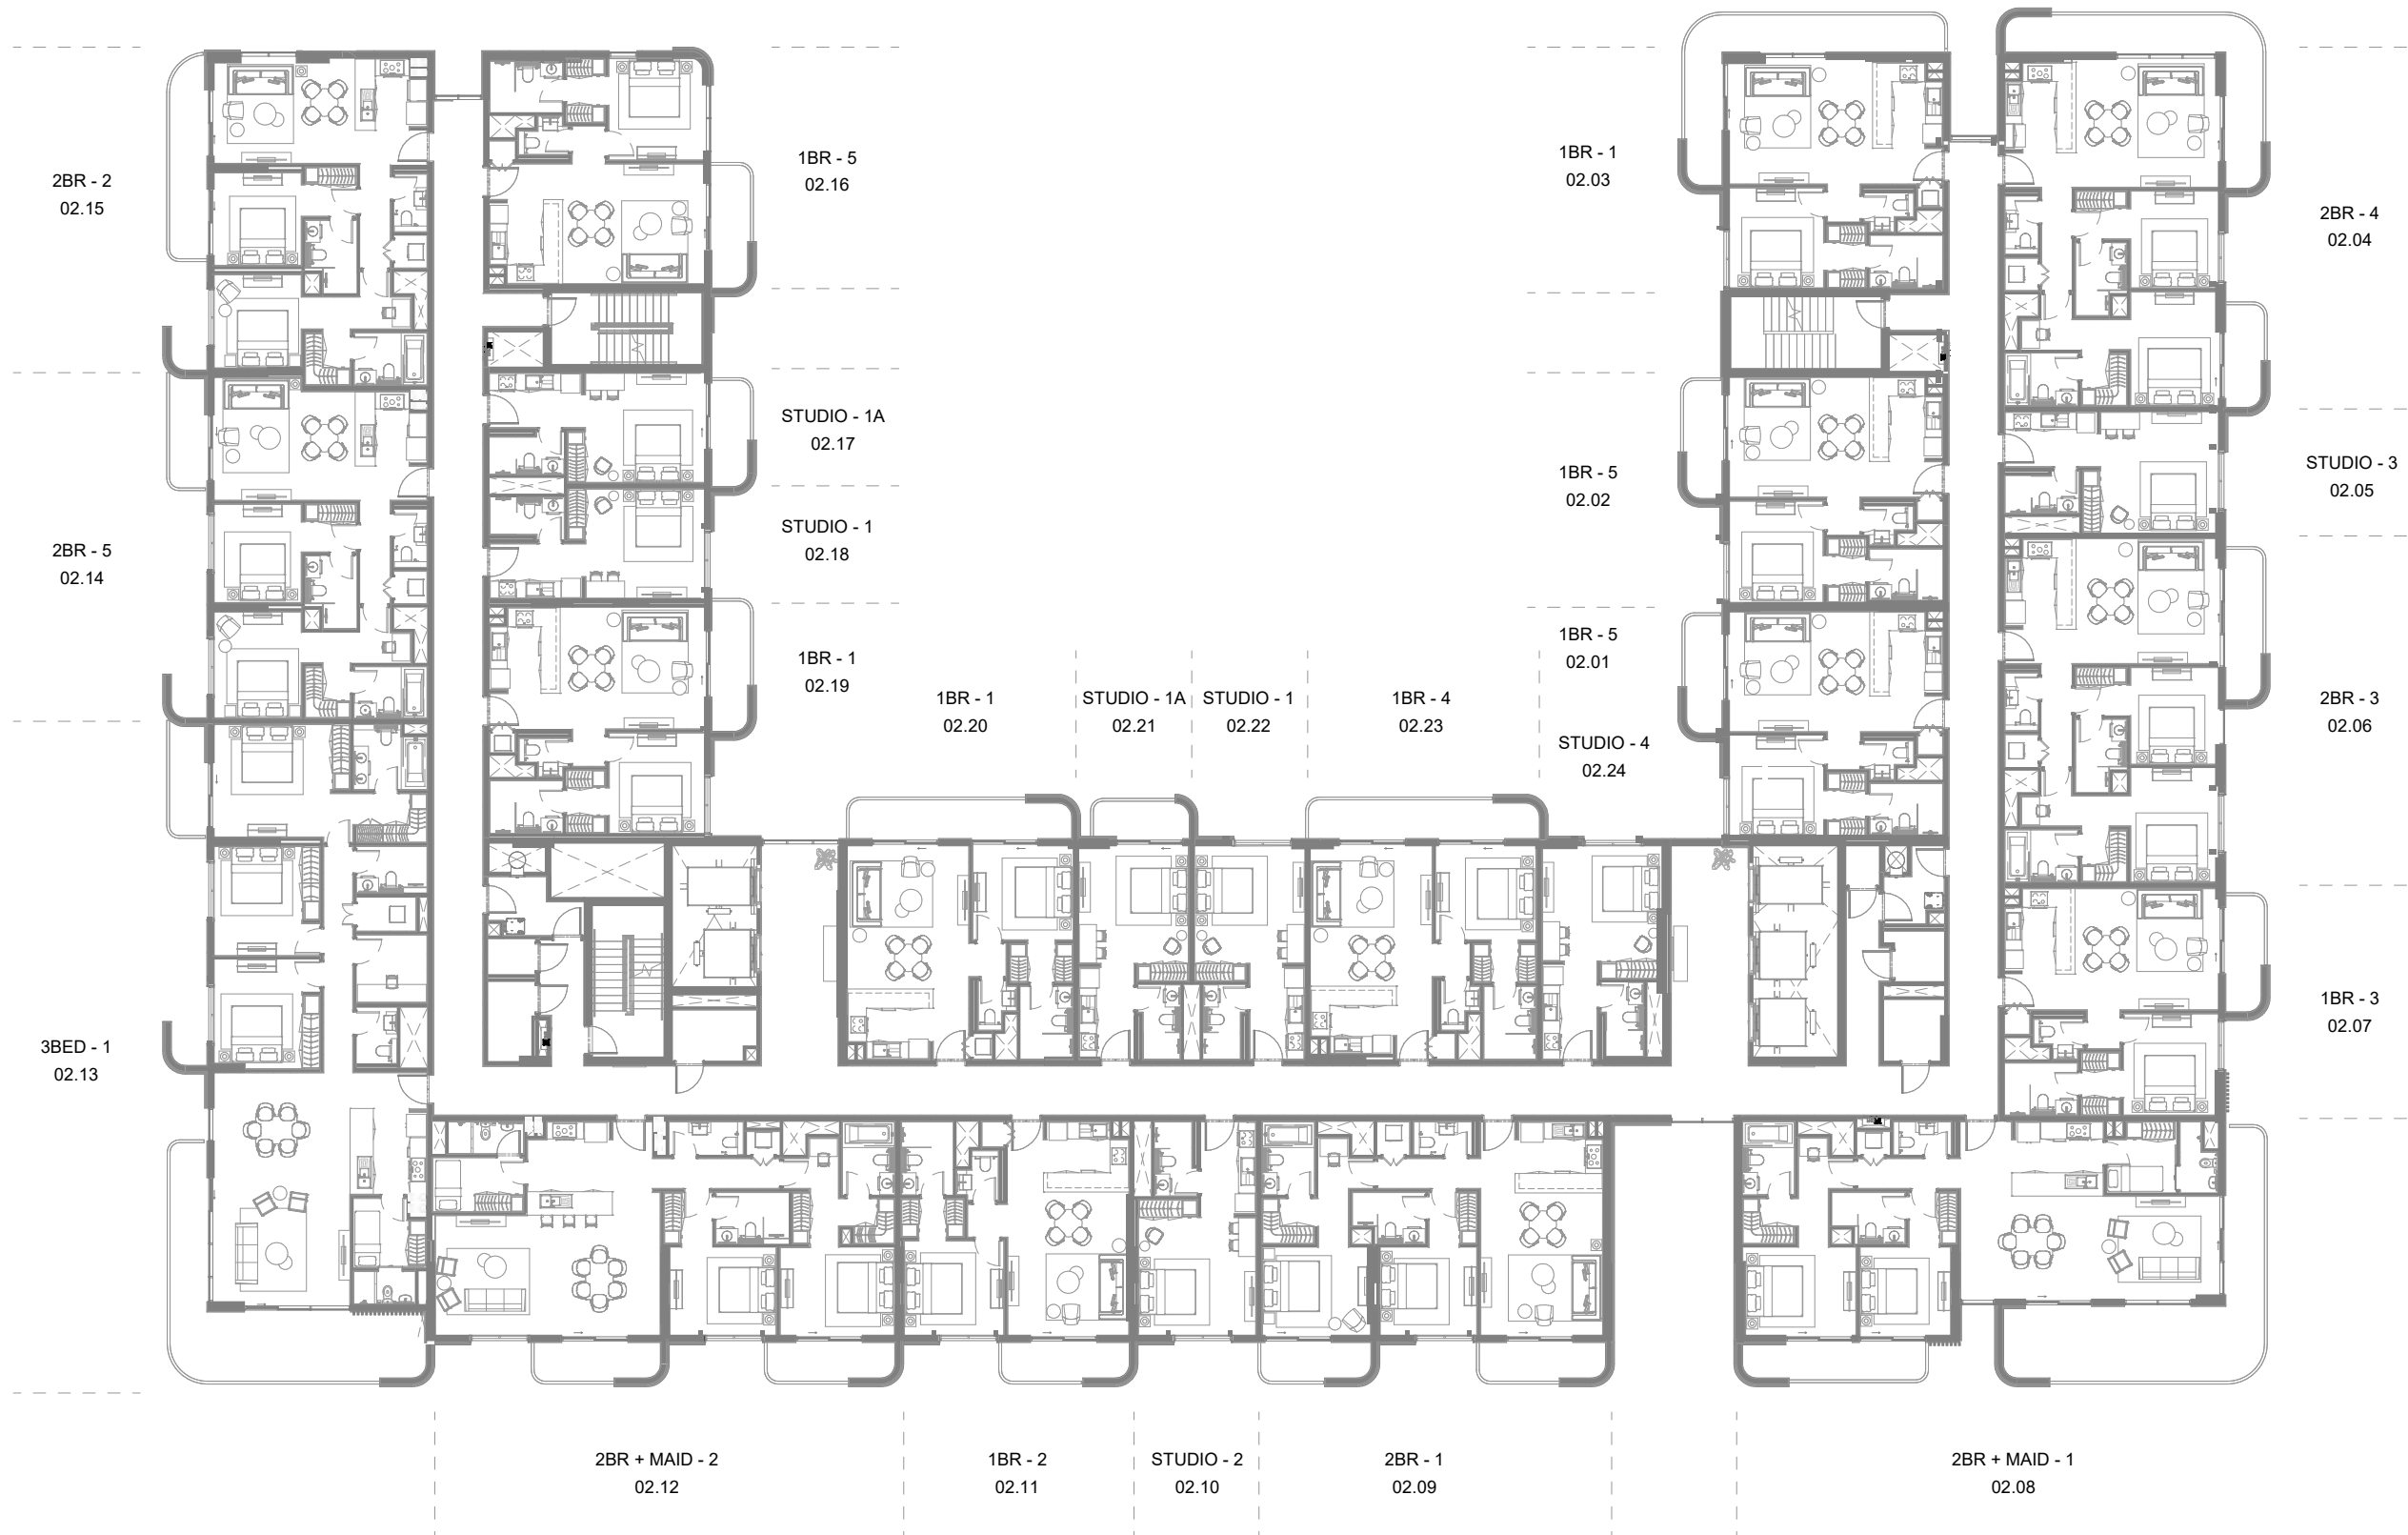 2BR - 2
02.15
1BR - 5
02.16
1BR - 1
02.03
2BR - 4
02.04
STUDIO - 1A
02.17
1BR - 5
02.02
STUDIO - 3
02.05
2BR - 5
02.14
STUDIO - 1
02.18
1BR - 1
02.19
1BR - 5
02.01
2BR - 3
02.06
1BR - 1
02.20
STUDIO - 1A
02.21
STUDIO - 1
02.22
1BR - 4
02.23
STUDIO - 4
02.24
3BED - 1
02.13
1BR - 3
02.07
2BR + MAID - 2
02.12
1BR - 2
02.11
STUDIO - 2
02.10
2BR - 1
02.09
2BR + MAID - 1
02.08